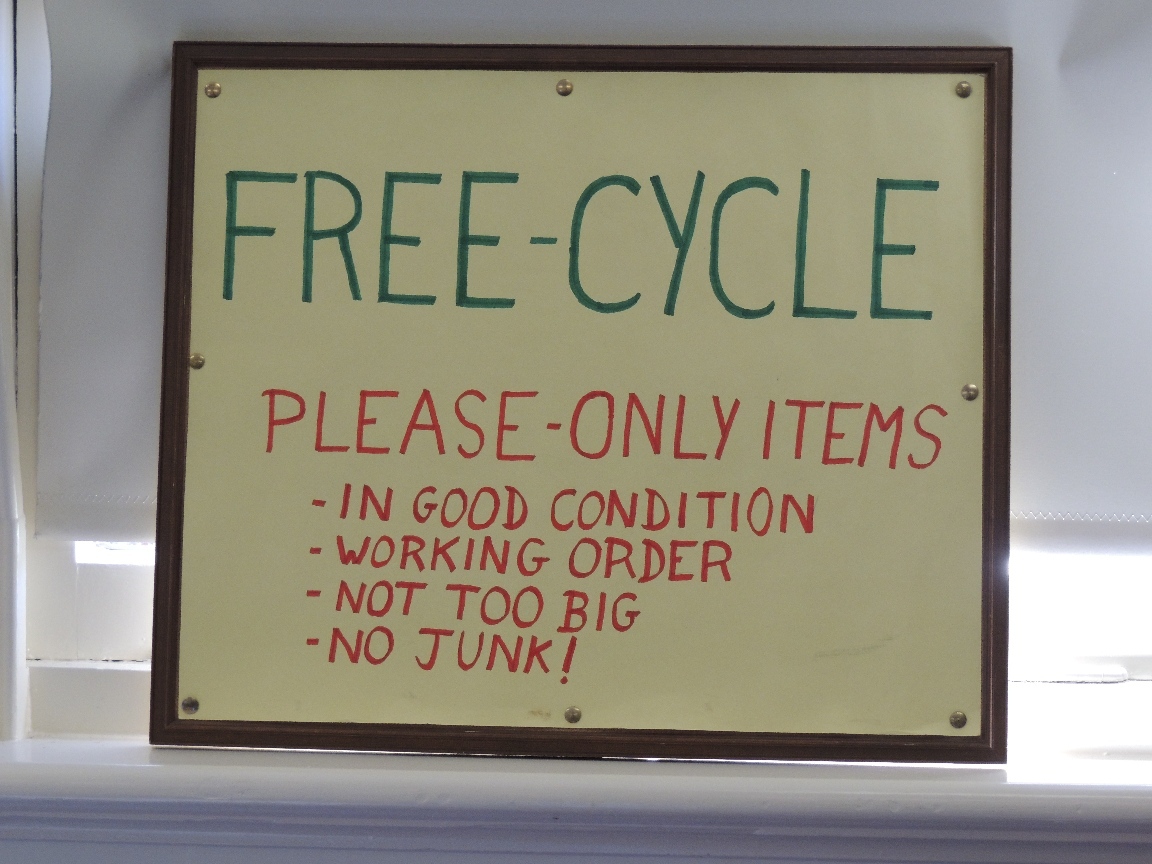 FREE-CYCLE
PLEASE-ONLY ITEMS
-IN GOOD CONDITION
-WORKING ORDER
-NOT TOO BIG
-NO JUNK!